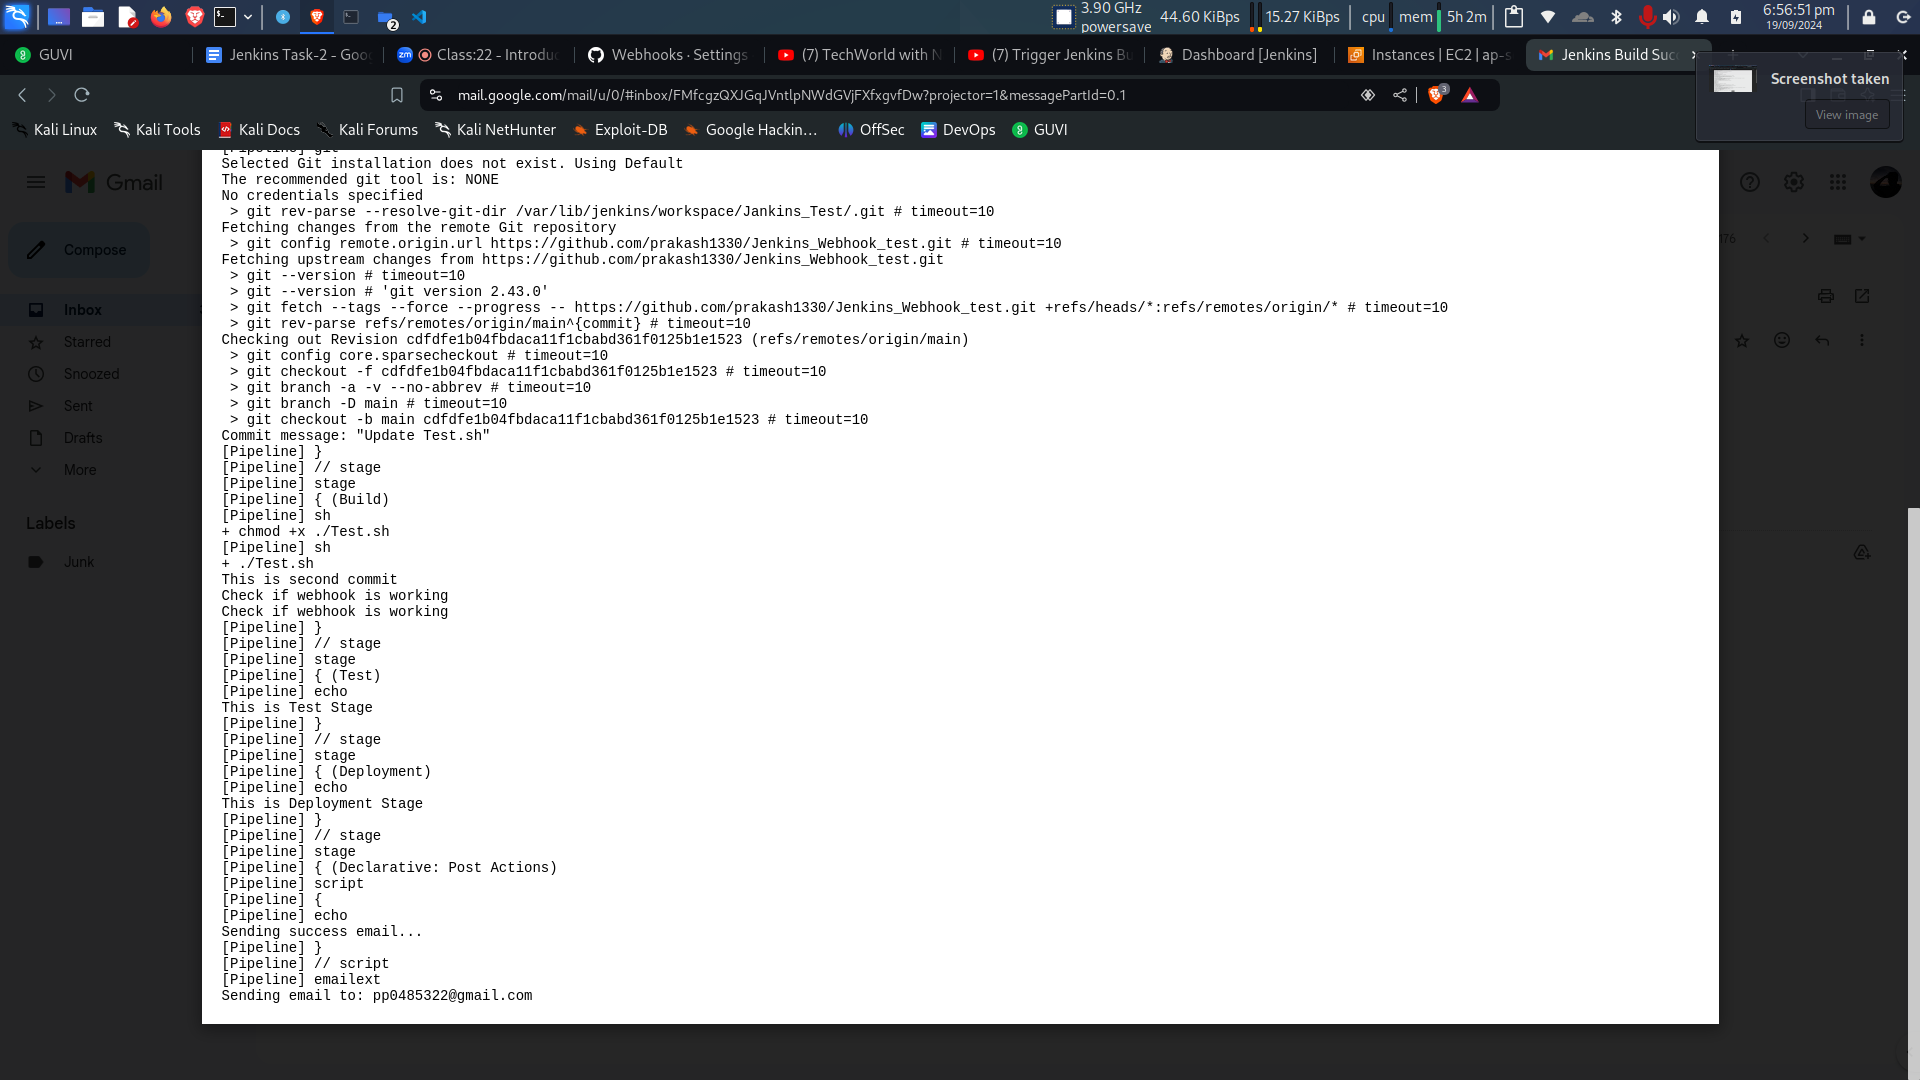 3.90 GHz
powersave
44.60 KiBps
15.27 KiBps
cpu
mem
5h 2m
6:56:51 pm
19/09/2024
2
GUVI
Jenkins Task-2 - Goo
Class:22 - Introdu
Webhooks · Settings
(7) TechWorld with N
(7) Trigger Jenkins Bu
Dashboard [Jenkins]
Instances | EC2 | ap-s
Jenkins Build Suc
Screenshot taken
View image
mail.google.com/mail/u/0/#inbox/FMfcgzQXJGqJVntlpNWdGVjFXfxgvfDw?projector=1&messagePartId=0.1
3
Kali Linux
Kali Tools
Kali Docs
Kali Forums
Kali NetHunter
Exploit-DB
Google Hackin…
OffSec
DevOps
GUVI
Gmail
Compose
Inbox
Starred
Snoozed
Sent
Drafts
More
Labels
Junk
[Pipeline] git
Selected Git installation does not exist. Using Default
The recommended git tool is: NONE
No credentials specified
> git rev-parse --resolve-git-dir /var/lib/jenkins/workspace/Jankins_Test/.git # timeout=10
Fetching changes from the remote Git repository
> git config remote.origin.url https://github.com/prakash1330/Jenkins_Webhook_test.git # timeout=10
Fetching upstream changes from https://github.com/prakash1330/Jenkins_Webhook_test.git
> git --version # timeout=10
> git --version # 'git version 2.43.0'
> git fetch --tags --force --progress -- https://github.com/prakash1330/Jenkins_Webhook_test.git +refs/heads/*:refs/remotes/origin/* # timeout=10
> git rev-parse refs/remotes/origin/main^{commit} # timeout=10
Checking out Revision cdfdfe1b04fbdaca11f1cbabd361f0125b1e1523 (refs/remotes/origin/main)
> git config core.sparsecheckout # timeout=10
> git checkout -f cdfdfe1b04fbdaca11f1cbabd361f0125b1e1523 # timeout=10
> git branch -a -v --no-abbrev # timeout=10
> git branch -D main # timeout=10
> git checkout -b main cdfdfe1b04fbdaca11f1cbabd361f0125b1e1523 # timeout=10
Commit message: "Update Test.sh"
[Pipeline] }
[Pipeline] // stage
[Pipeline] stage
[Pipeline] { (Build)
[Pipeline] sh
+ chmod +x ./Test.sh
[Pipeline] sh
+ ./Test.sh
This is second commit
Check if webhook is working
Check if webhook is working
[Pipeline] }
[Pipeline] // stage
[Pipeline] stage
[Pipeline] { (Test)
[Pipeline] echo
This is Test Stage
[Pipeline] }
[Pipeline] // stage
[Pipeline] stage
[Pipeline] { (Deployment)
[Pipeline] echo
This is Deployment Stage
[Pipeline] }
[Pipeline] // stage
[Pipeline] stage
[Pipeline] { (Declarative: Post Actions)
[Pipeline] script
[Pipeline] {
[Pipeline] echo
Sending success email...
[Pipeline] }
[Pipeline] // script
[Pipeline] emailext
Sending email to: pp0485322@gmail.com